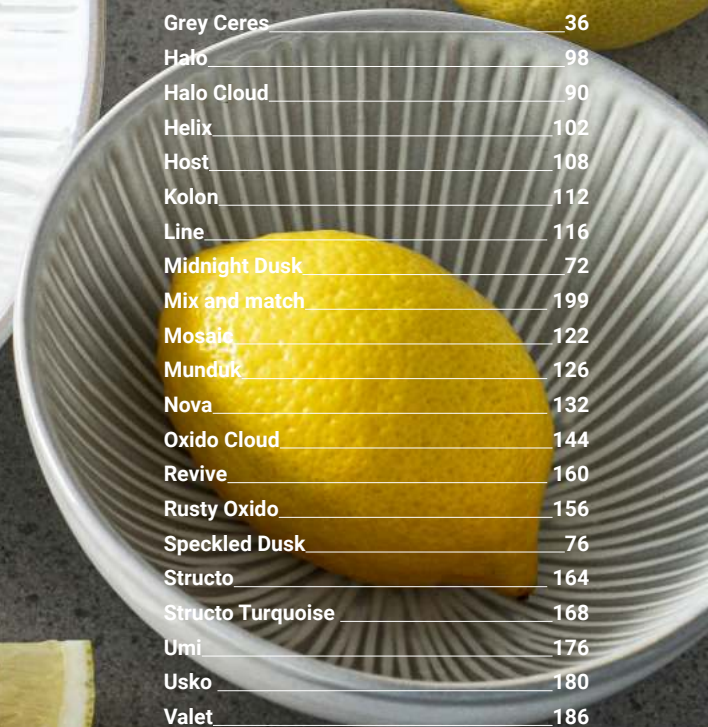 Grey Ceres 36
Halo 98
Halo Cloud 90
Helix 102
Host 108
Kolon 112
Line 116
Midnight Dusk 72
Mix and match 199
Mosaic 122
Munduk 126
Nova 132
Oxido Cloud 144
Revive 160
Rusty Oxido 156
Speckled Dusk 76
Structo 164
Structo Turquoise 168
Umi 176
Usko 180
Valet 186